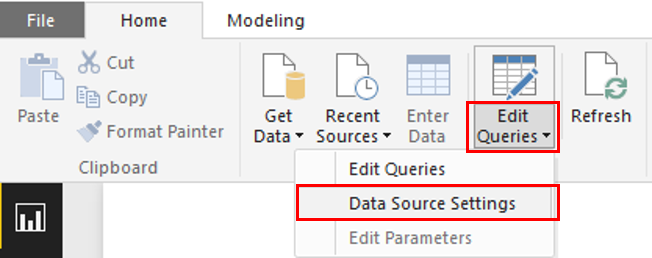 File Home Modeling
Cut
Copy
Format Painter
Paste
Clipboard
Get
Data
Recent
Sources
Enter
Data
Edit
Queries
Refresh
Edit Queries
Data Source Settings
Edit Parameters